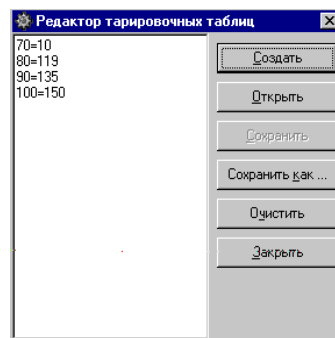 Редактор тарировочных таблиц
70=10
80=119
90=135
100=150
Создать
Открыть
Сохранить
Сохранить как ...
Очистить
Закрыть